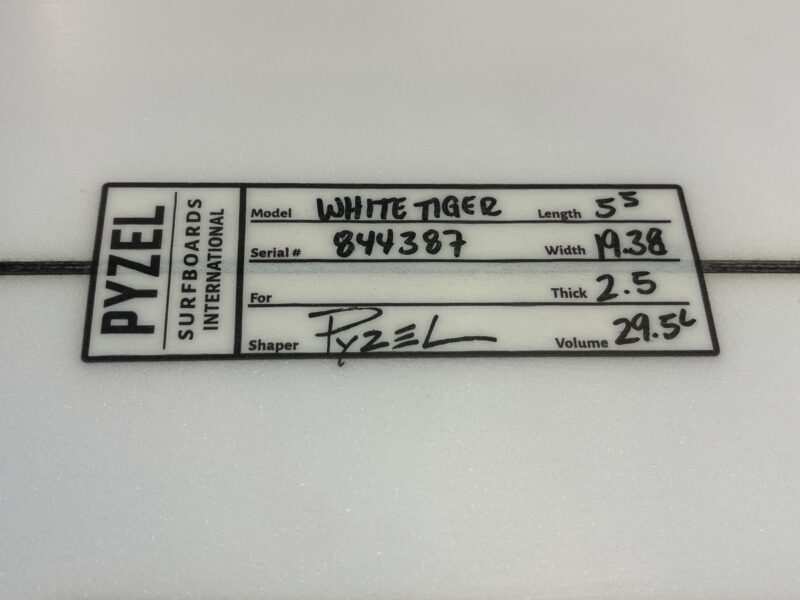 PYZEL
SURFBOARDS
INTERNATIONAL
Model WHITE TIGER Length 5 5
Serial # 844387 Width 19.38
For Thick 2.5
Shaper PYZEL Volume 29.5L